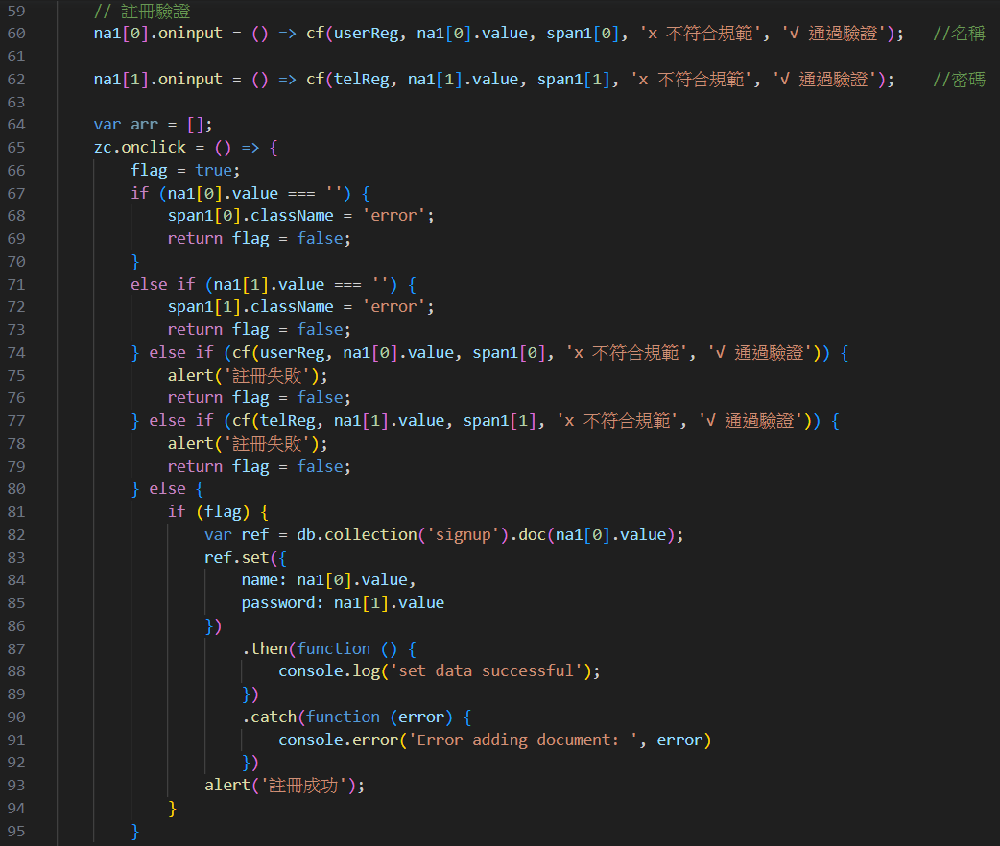 59 // 註冊驗證
60 na1[0].oninput = () => cf(userReg, na1[0].value, span1[0], 'x 不符合規範', '√ 通過驗證'); //名稱
61
62 na1[1].oninput = () => cf(telReg, na1[1].value, span1[1], 'x 不符合規範', '√ 通過驗證'); //密碼
63
64 var arr = [];
65 zc.onclick = () => {
66 flag = true;
67 if (na1[0].value === '') {
68 span1[0].className = 'error';
69 return flag = false;
70 }
71 else if (na1[1].value === '') {
72 span1[1].className = 'error';
73 return flag = false;
74 } else if (cf(userReg, na1[0].value, span1[0], 'x 不符合規範', '√ 通過驗證')) {
75 alert('註冊失敗');
76 return flag = false;
77 } else if (cf(telReg, na1[1].value, span1[1], 'x 不符合規範', '√ 通過驗證')) {
78 alert('註冊失敗');
79 return flag = false;
80 } else {
81 if (flag) {
82 var ref = db.collection('signup').doc(na1[0].value);
83 ref.set({
84 name: na1[0].value,
85 password: na1[1].value
86 })
87 .then(function () {
88 console.log('set data successful');
89 })
90 .catch(function (error) {
91 console.error('Error adding document: ', error)
92 })
93 alert('註冊成功');
94 }
95 }